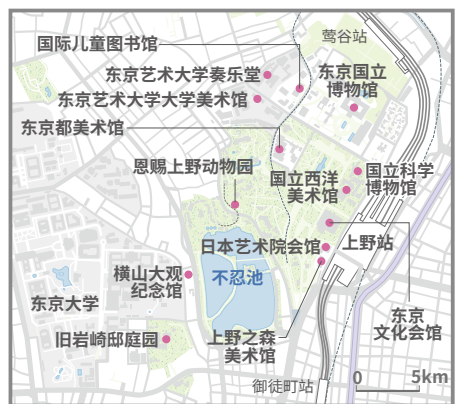 莺谷站
国际儿童图书馆
东京艺术大学奏乐堂
东京国立
博物馆
东京艺术大学大学美术馆
东京都美术馆
恩赐上野动物园
国立西洋
美术馆
国立科学
博物馆
日本艺术院会馆
上野站
横山大观
纪念馆
不忍池
东京大学
东京
文化会馆
旧岩崎邸庭园
上野之森
美术馆
御徒町站
0
5km